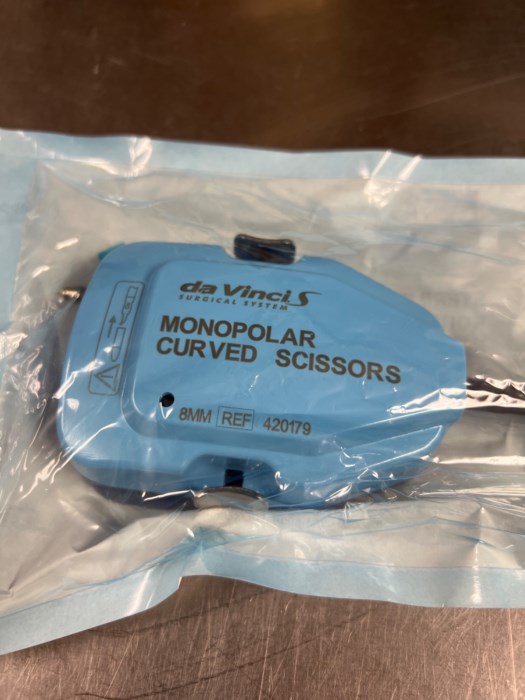 da Vinci S
SURGICAL SYSTEM
MONOPOLAR
CURVED SCISSORS
8MM REF 420179